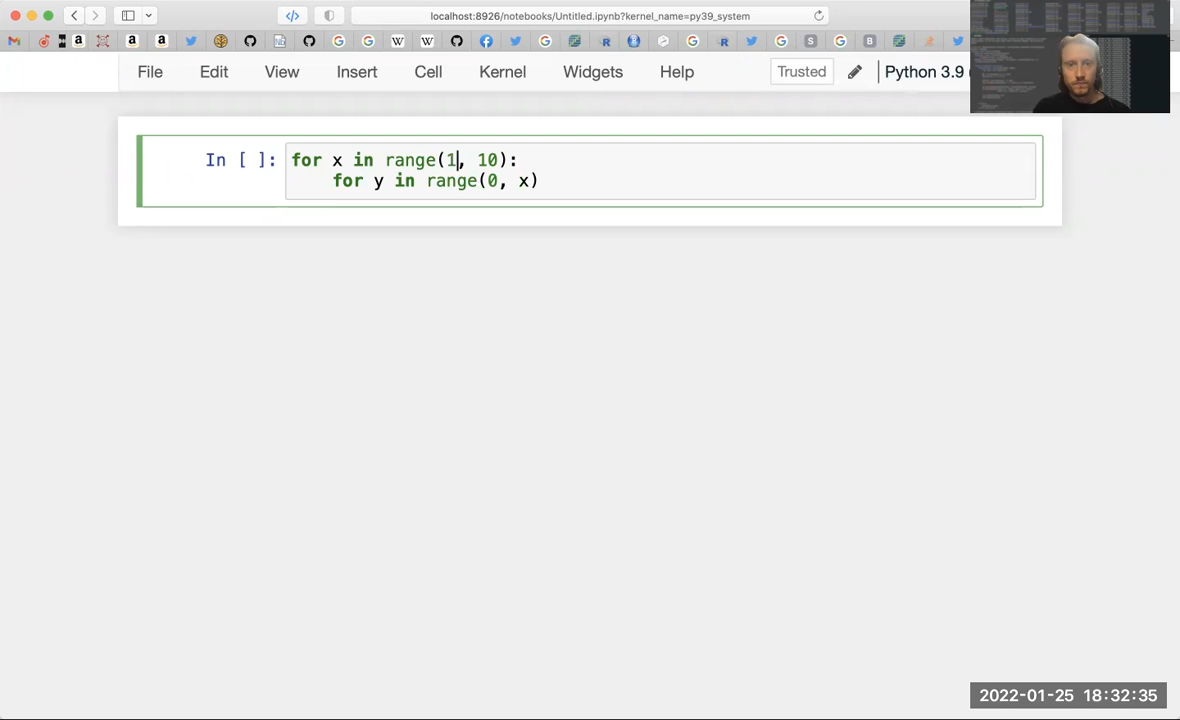 localhost:8926/notebooks/Untitled.ipynb?kernel_name=py39_system
File Edit View Insert Cell Kernel Widgets Help Trusted Python 3.9
In [ ]: for x in range(1, 10):
for y in range(0, x)
2022-01-25 18:32:35